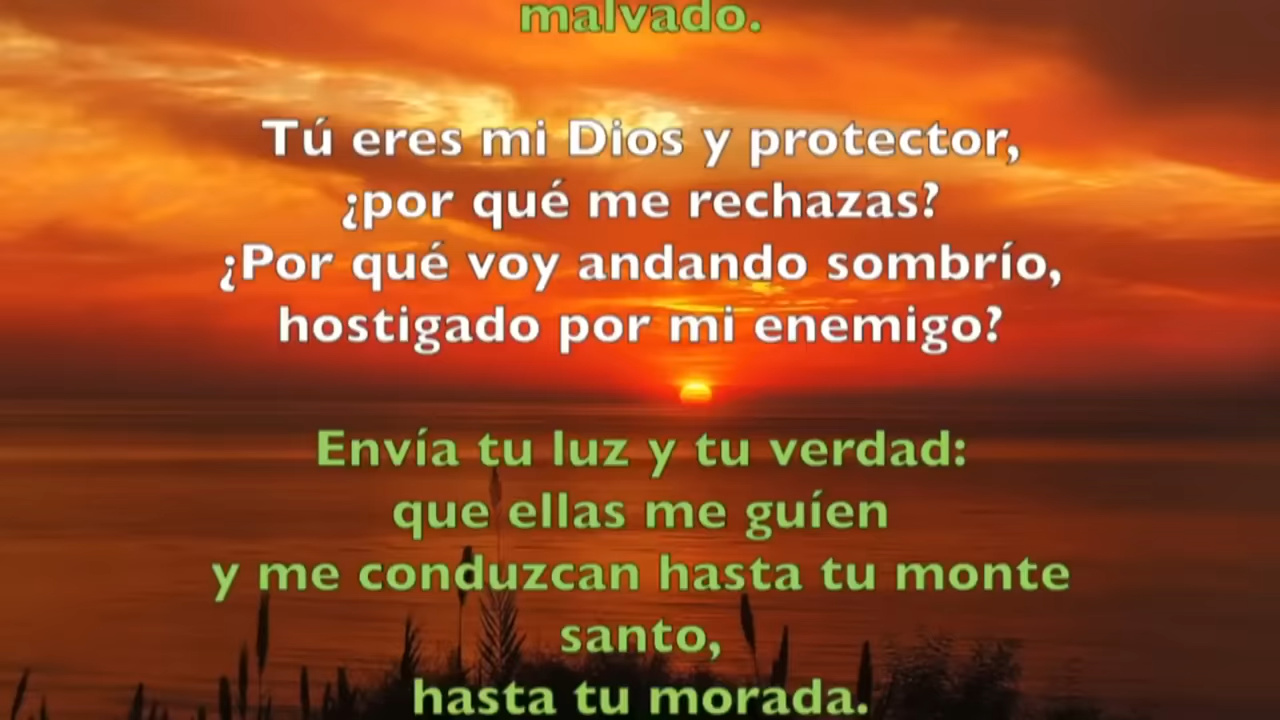 malvado.
Tú eres mi Dios y protector,
¿por qué me rechazas?
¿Por qué voy andando sombrío,
hostigado por mi enemigo?
Envía tu luz y tu verdad:
que ellas me guíen
y me conduzcan hasta tu monte
santo,
hasta tu morada.